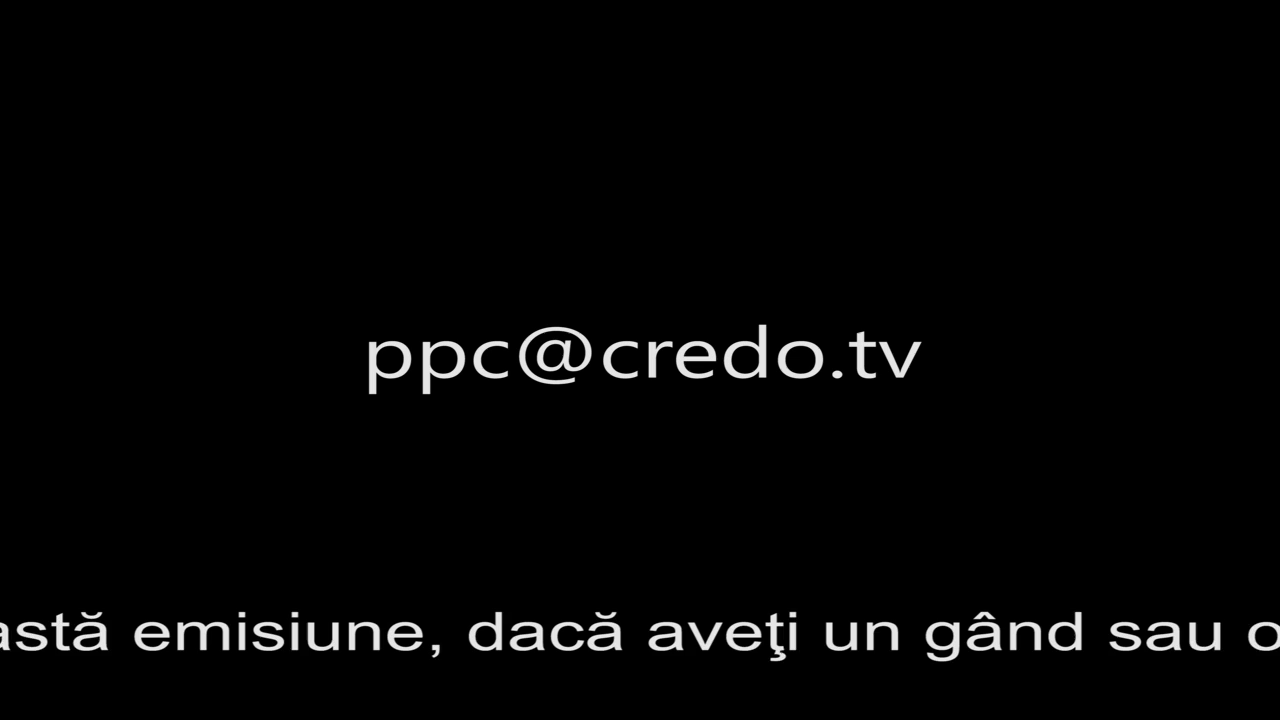 ppc@credo.tv
astă emisiune, dacă aveţi un gând sau o